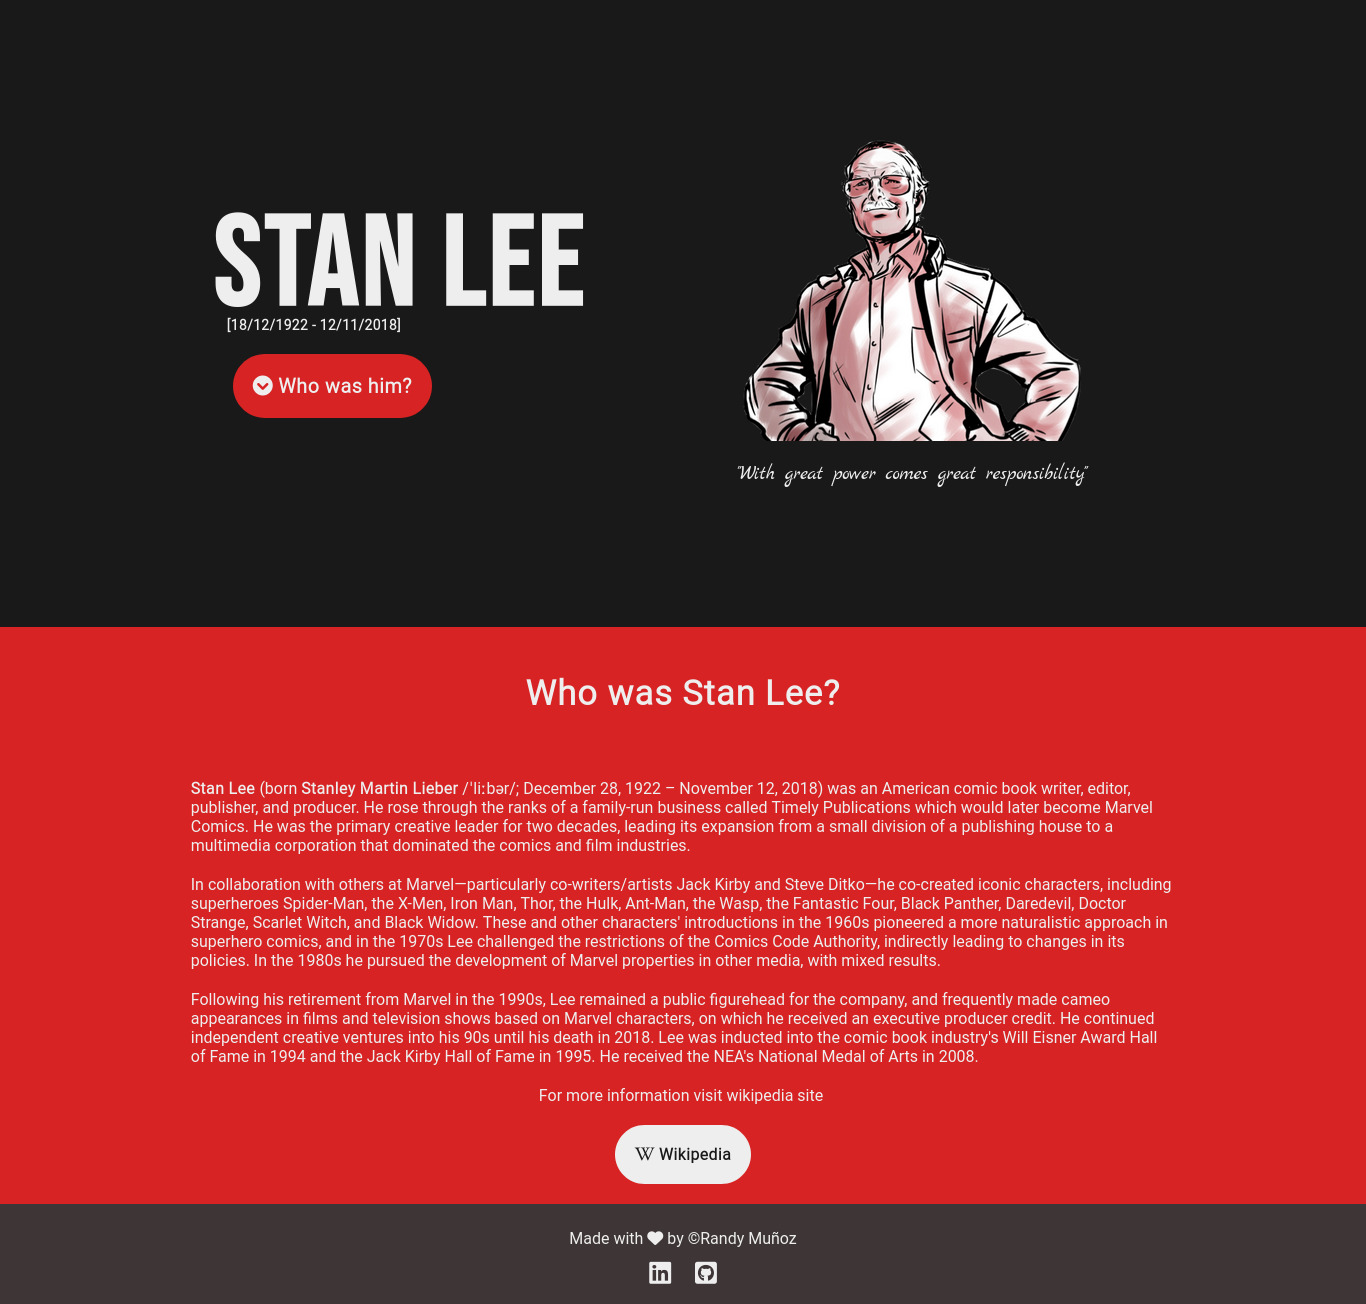 STAN LEE
[18/12/1922 - 12/11/2018]
Who was him?
"With great power comes great responsibility"
Who was Stan Lee?
Stan Lee (born Stanley Martin Lieber /ˈliːbər/; December 28, 1922 – November 12, 2018) was an American comic book writer, editor,
publisher, and producer. He rose through the ranks of a family-run business called Timely Publications which would later become Marvel
Comics. He was the primary creative leader for two decades, leading its expansion from a small division of a publishing house to a
multimedia corporation that dominated the comics and film industries.
In collaboration with others at Marvel—particularly co-writers/artists Jack Kirby and Steve Ditko—he co-created iconic characters, including
superheroes Spider-Man, the X-Men, Iron Man, Thor, the Hulk, Ant-Man, the Wasp, the Fantastic Four, Black Panther, Daredevil, Doctor
Strange, Scarlet Witch, and Black Widow. These and other characters' introductions in the 1960s pioneered a more naturalistic approach in
superhero comics, and in the 1970s Lee challenged the restrictions of the Comics Code Authority, indirectly leading to changes in its
policies. In the 1980s he pursued the development of Marvel properties in other media, with mixed results.
Following his retirement from Marvel in the 1990s, Lee remained a public figurehead for the company, and frequently made cameo
appearances in films and television shows based on Marvel characters, on which he received an executive producer credit. He continued
independent creative ventures into his 90s until his death in 2018. Lee was inducted into the comic book industry's Will Eisner Award Hall
of Fame in 1994 and the Jack Kirby Hall of Fame in 1995. He received the NEA's National Medal of Arts in 2008.
For more information visit wikipedia site
W Wikipedia
Made with ♥ by ©Randy Muñoz
in